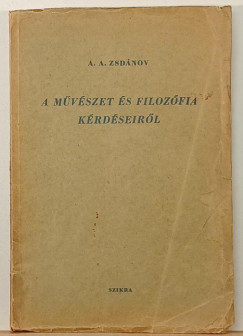 A. A. ZSDÁNOV
A MŰVÉSZET ÉS FILOZÓFIA
KÉRDÉSEIRŐL
SZIKRA